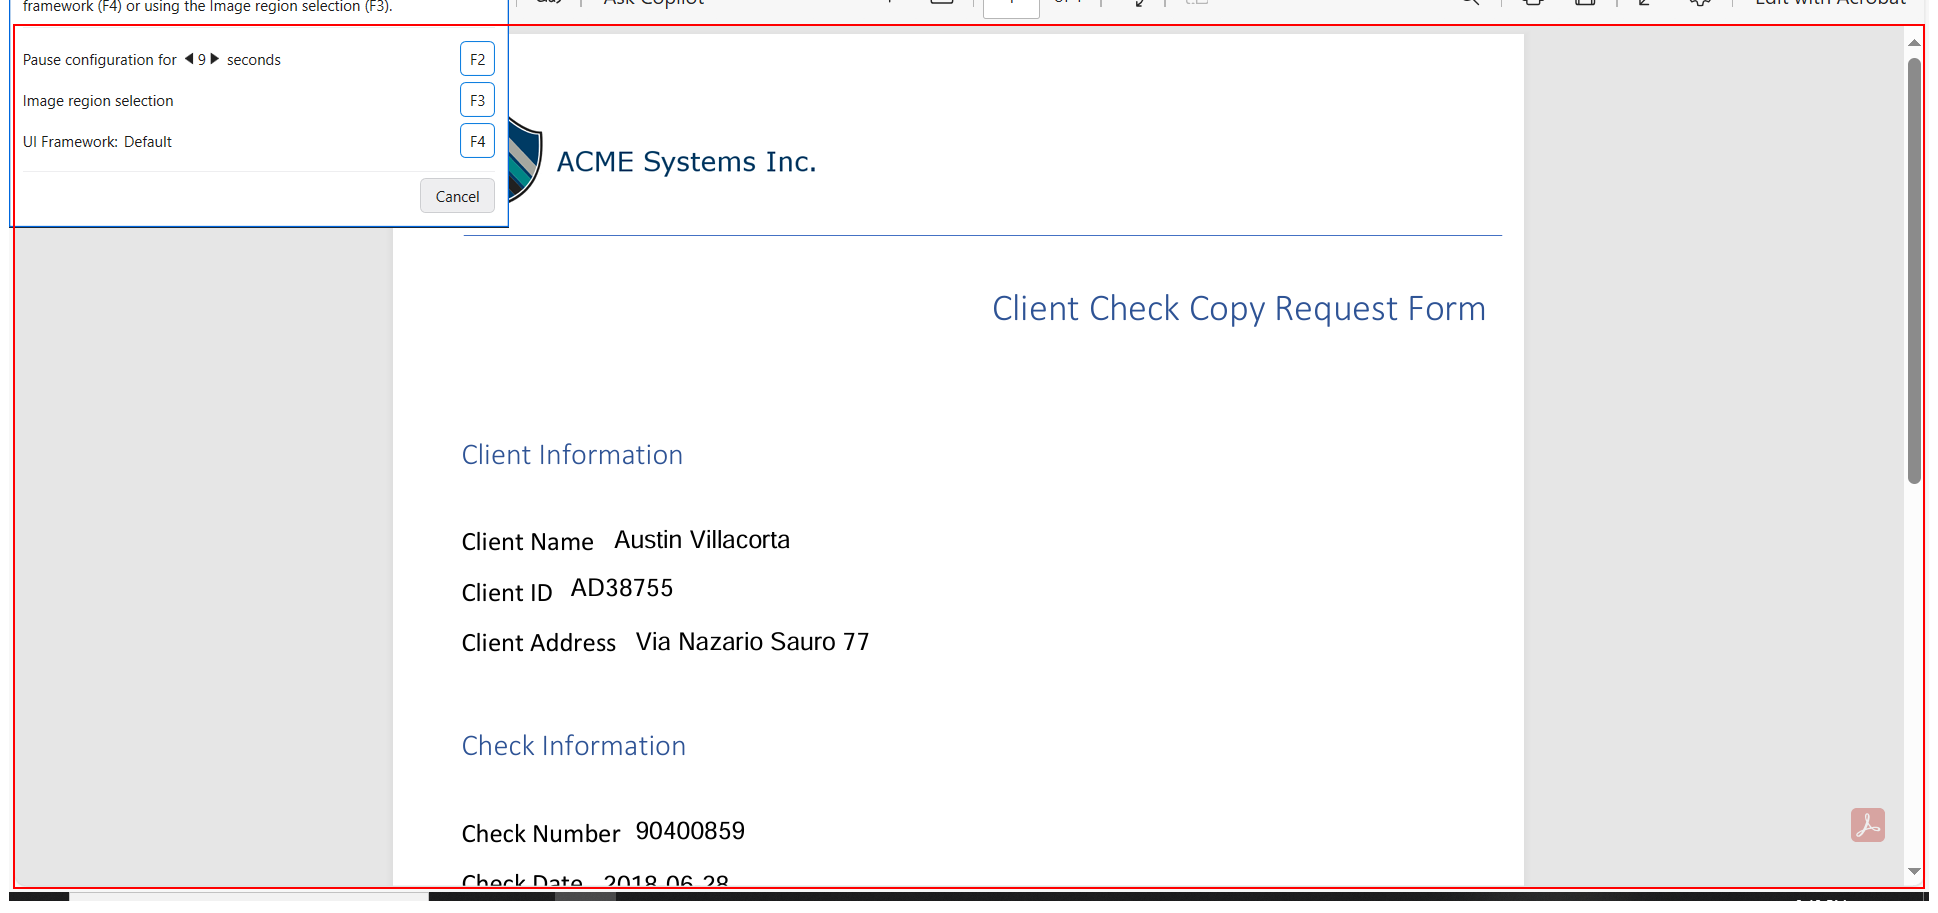 framework (F4) or using the Image region selection (F3).
Ask Copilot
Edit with Acrobat
Pause configuration for 9 seconds F2
Image region selection F3
UI Framework: Default F4
Cancel
ACME Systems Inc.
Client Check Copy Request Form
Client Information
Client Name Austin Villacorta
Client ID AD38755
Client Address Via Nazario Sauro 77
Check Information
Check Number 90400859
Check Date 2018-06-28